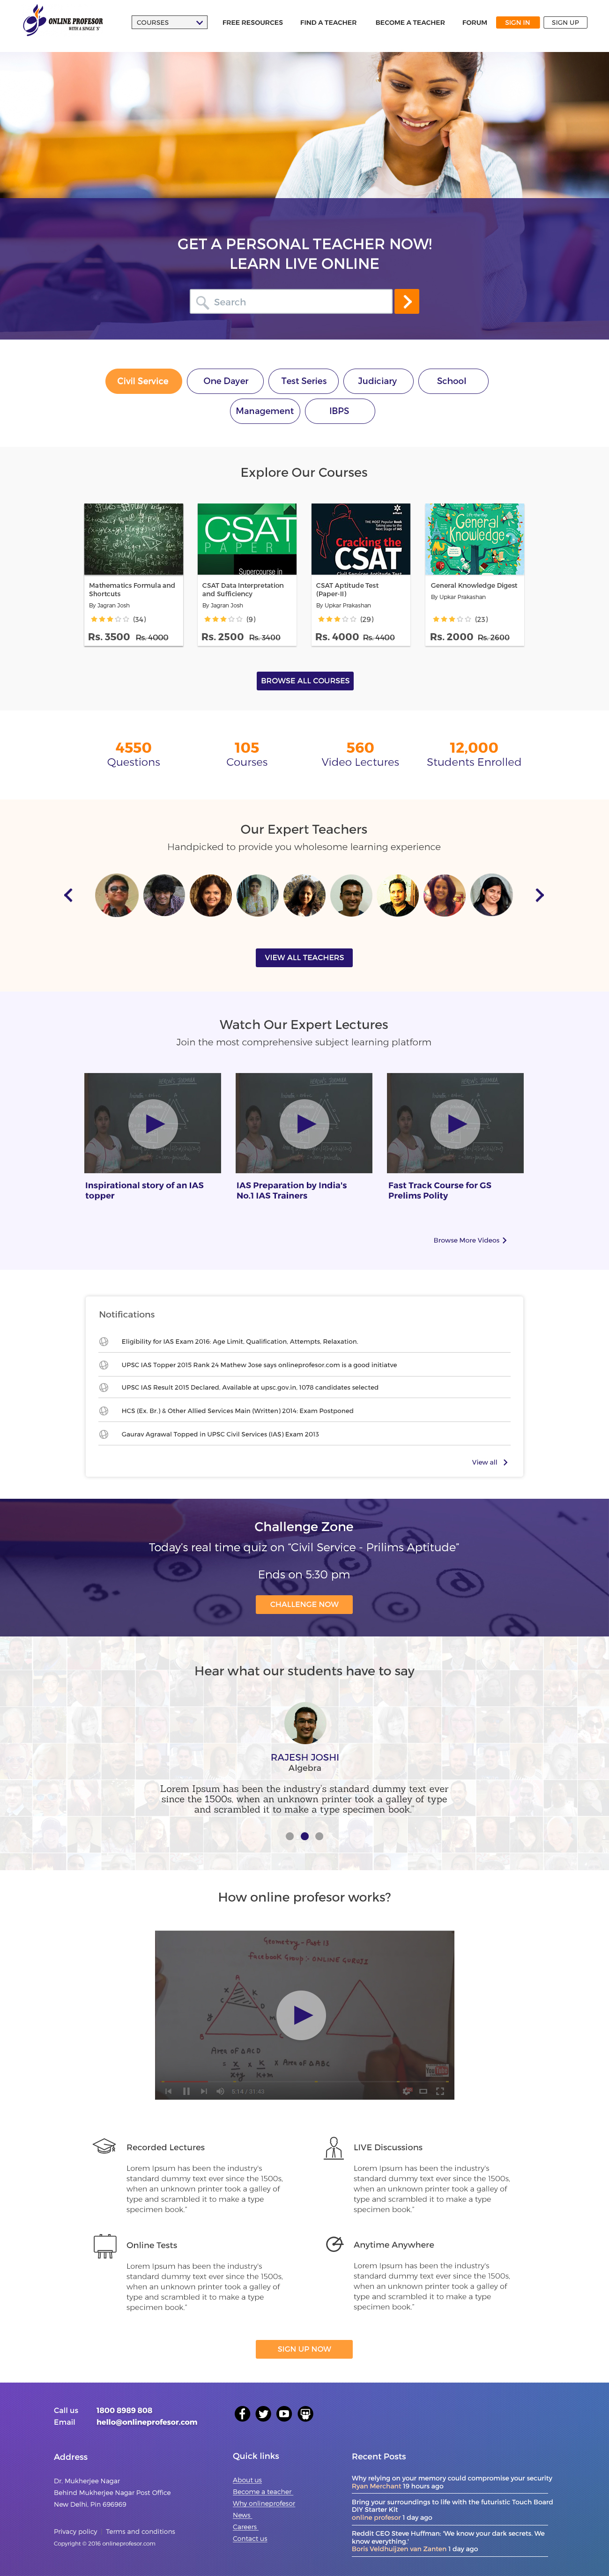 ONLINE PROFESOR
WITH A SINGLE 'S'
COURSES
FREE RESOURCES
FIND A TEACHER
BECOME A TEACHER
FORUM
SIGN IN
SIGN UP
GET A PERSONAL TEACHER NOW!
LEARN LIVE ONLINE
Search
Civil Service
One Dayer
Test Series
Judiciary
School
Management
IBPS
Explore Our Courses
CSAT
PAPER
Supercourse in
THE MOST Popular Book
Cracking the
CSAT
Civil Services Aptitude Test
General
Knowledge
Mathematics Formula and
Shortcuts
By Jagran Josh
(34)
Rs. 3500 Rs. 4000
CSAT Data Interpretation
and Sufficiency
By Jagran Josh
(9)
Rs. 2500 Rs. 3400
CSAT Aptitude Test
(Paper-II)
By Upkar Prakashan
(29)
Rs. 4000 Rs. 4400
General Knowledge Digest
By Upkar Prakashan
(23)
Rs. 2000 Rs. 2600
BROWSE ALL COURSES
4550
Questions
105
Courses
560
Video Lectures
12,000
Students Enrolled
Our Expert Teachers
Handpicked to provide you wholesome learning experience
VIEW ALL TEACHERS
Watch Our Expert Lectures
Join the most comprehensive subject learning platform
Inspirational story of an IAS
topper
IAS Preparation by India's
No.1 IAS Trainers
Fast Track Course for GS
Prelims Polity
Browse More Videos
Notifications
Eligibility for IAS Exam 2016: Age Limit, Qualification, Attempts, Relaxation.
UPSC IAS Topper 2015 Rank 24 Mathew Jose says onlineprofesor.com is a good initiatve
UPSC IAS Result 2015 Declared, Available at upsc.gov.in, 1078 candidates selected
HCS (Ex. Br.) & Other Allied Services Main (Written) 2014: Exam Postponed
Gaurav Agrawal Topped in UPSC Civil Services (IAS) Exam 2013
View all
Challenge Zone
Today's real time quiz on "Civil Service - Prilims Aptitude"
Ends on 5:30 pm
CHALLENGE NOW
Hear what our students have to say
RAJESH JOSHI
Algebra
Lorem Ipsum has been the industry's standard dummy text ever
since the 1500s, when an unknown printer took a galley of type
and scrambled it to make a type specimen book."
How online profesor works?
Geometry - Part 13
Facebook Group > ONLINE GURUJI
Area of ΔACD
Area of ΔABC
Recorded Lectures
Lorem Ipsum has been the industry's
standard dummy text ever since the 1500s,
when an unknown printer took a galley of
type and scrambled it to make a type
specimen book."
LIVE Discussions
Lorem Ipsum has been the industry's
standard dummy text ever since the 1500s,
when an unknown printer took a galley of
type and scrambled it to make a type
specimen book."
Online Tests
Lorem Ipsum has been the industry's
standard dummy text ever since the 1500s,
when an unknown printer took a galley of
type and scrambled it to make a type
specimen book."
Anytime Anywhere
Lorem Ipsum has been the industry's
standard dummy text ever since the 1500s,
when an unknown printer took a galley of
type and scrambled it to make a type
specimen book."
SIGN UP NOW
Call us 1800 8989 808
Email hello@onlineprofesor.com
Address
Dr. Mukherjee Nagar
Behind Mukherjee Nagar Post Office
New Delhi, Pin 696969
Privacy policy | Terms and conditions
Copyright © 2016 onlineprofesor.com
Quick links
About us
Become a teacher
Why onlineprofesor
News
Careers
Contact us
Recent Posts
Why relying on your memory could compromise your security
Ryan Merchant 19 hours ago
Bring your surroundings to life with the futuristic Touch Board
DIY Starter Kit
online profesor 1 day ago
Reddit CEO Steve Huffman: 'We know your dark secrets. We
know everything.'
Boris Veldhuijzen van Zanten 1 day ago